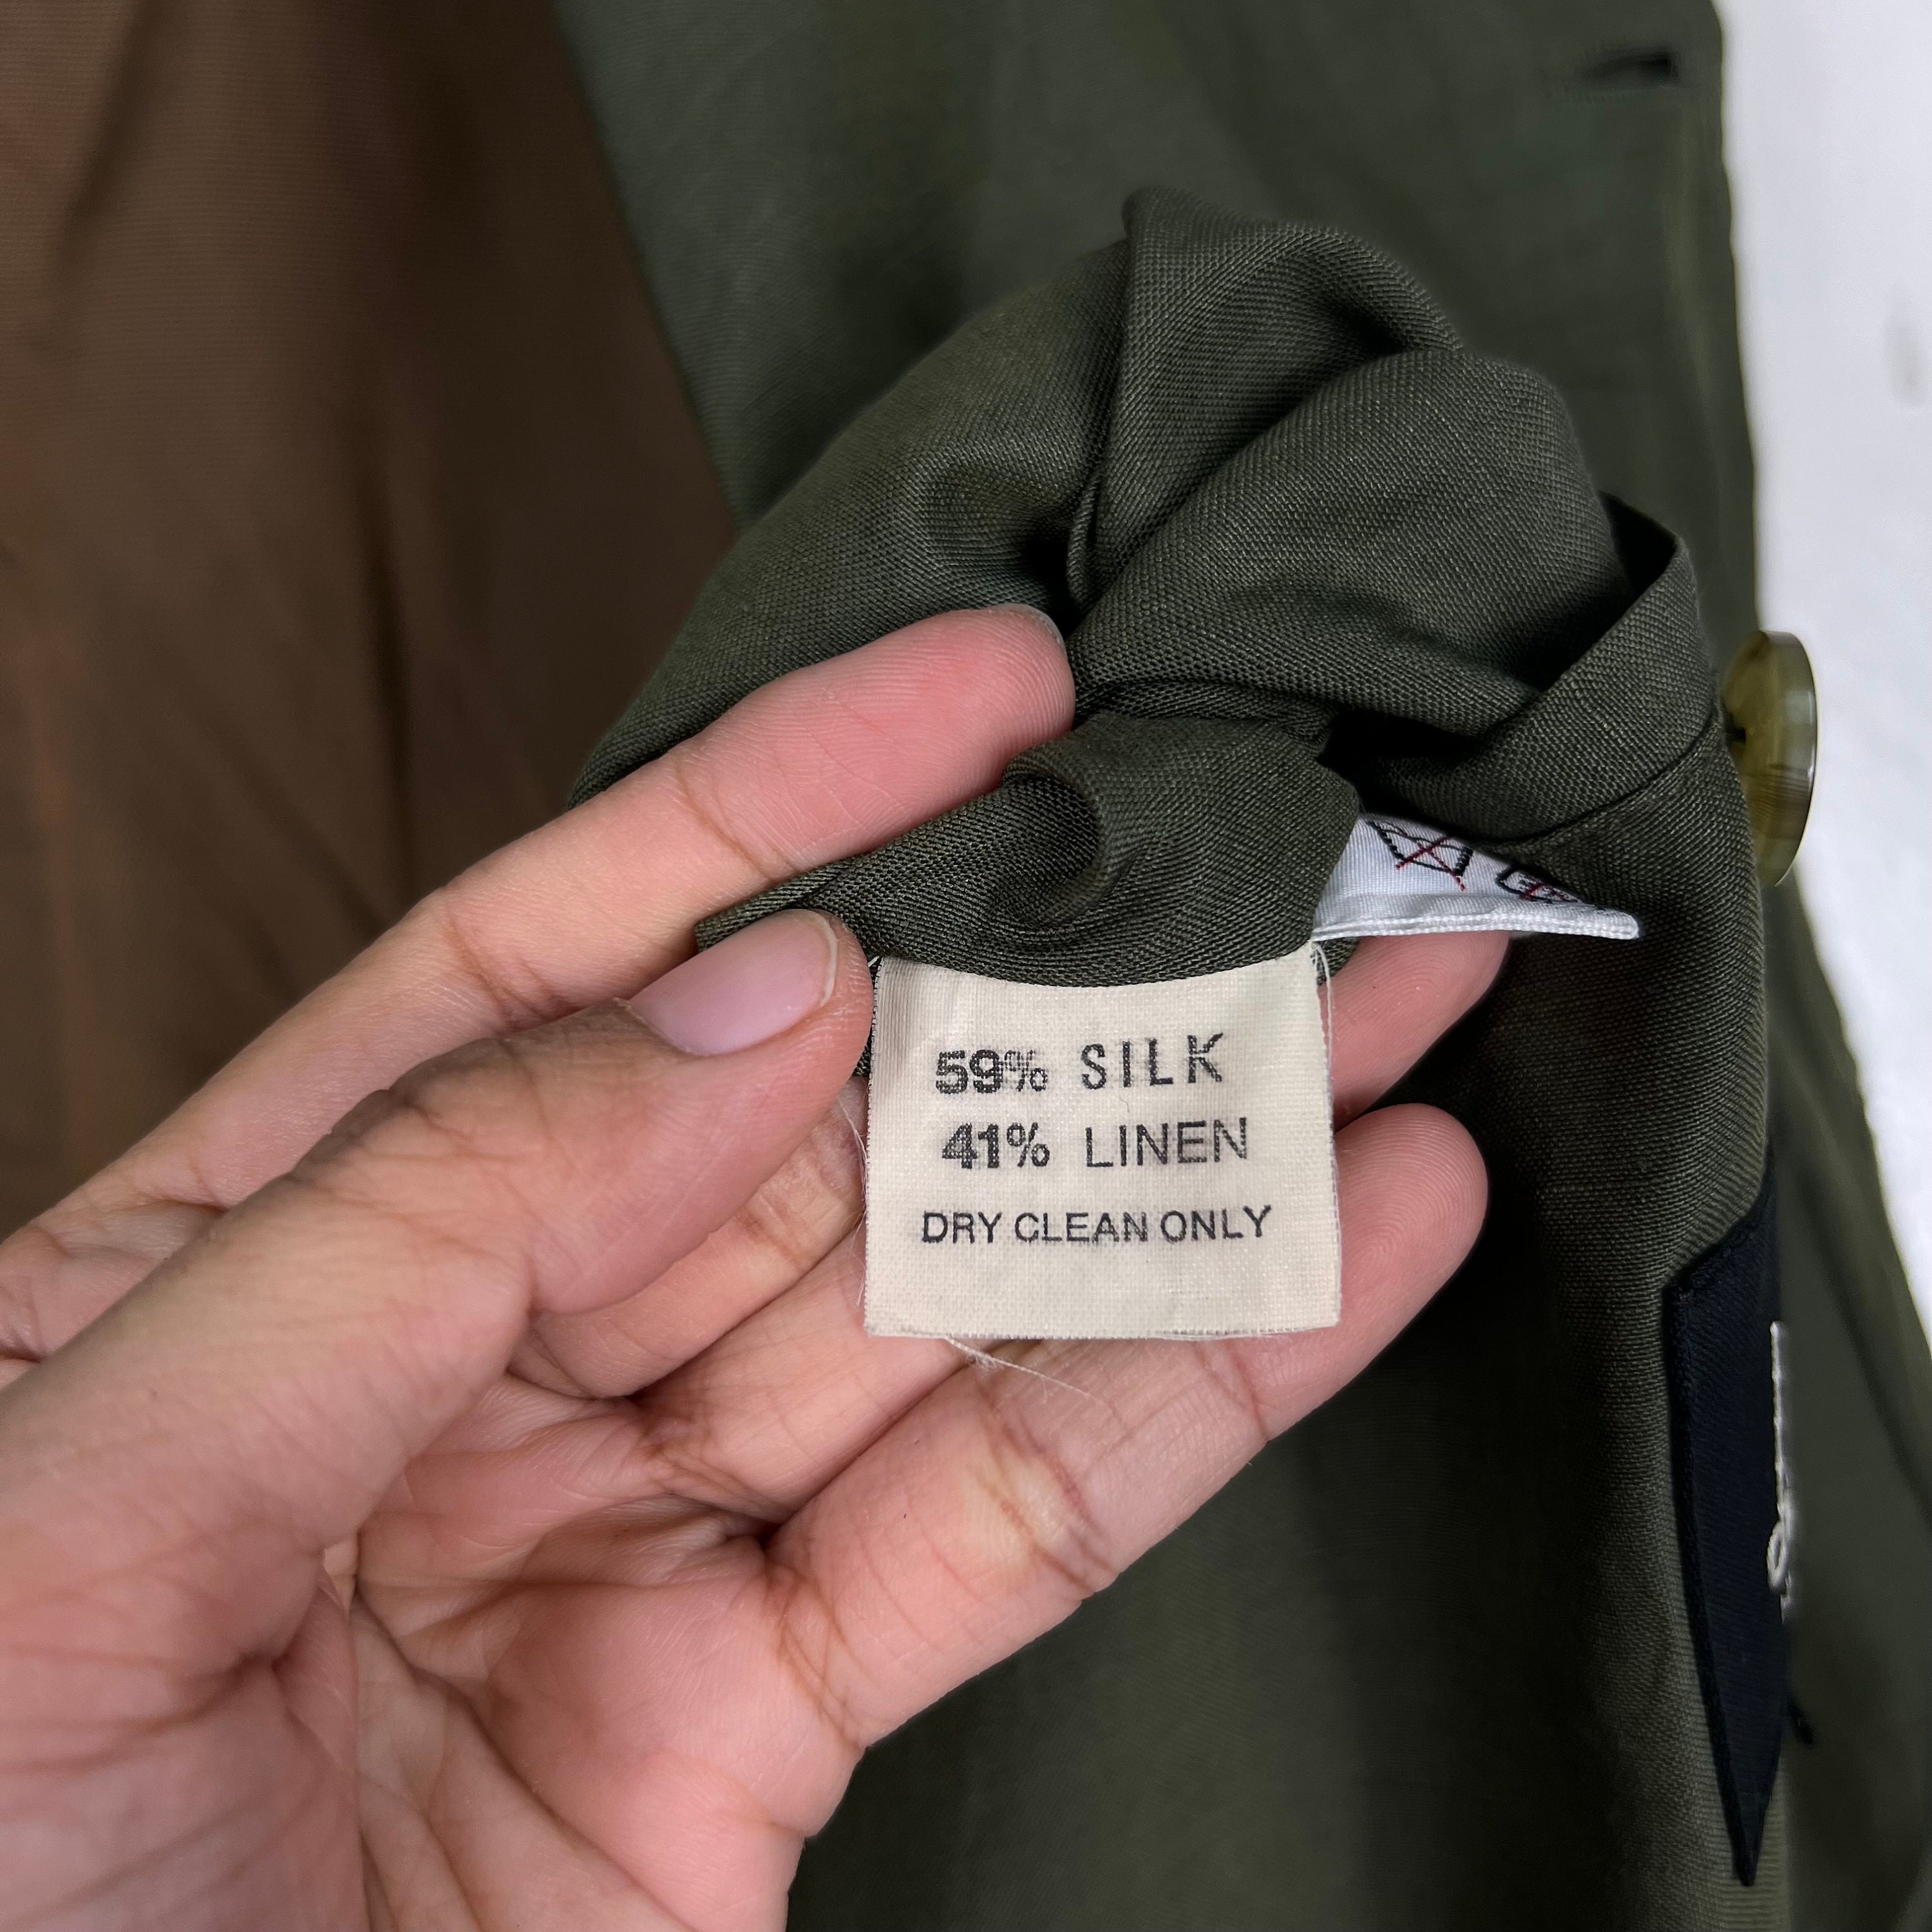 59% SILK
41% LINEN
DRY CLEAN ONLY